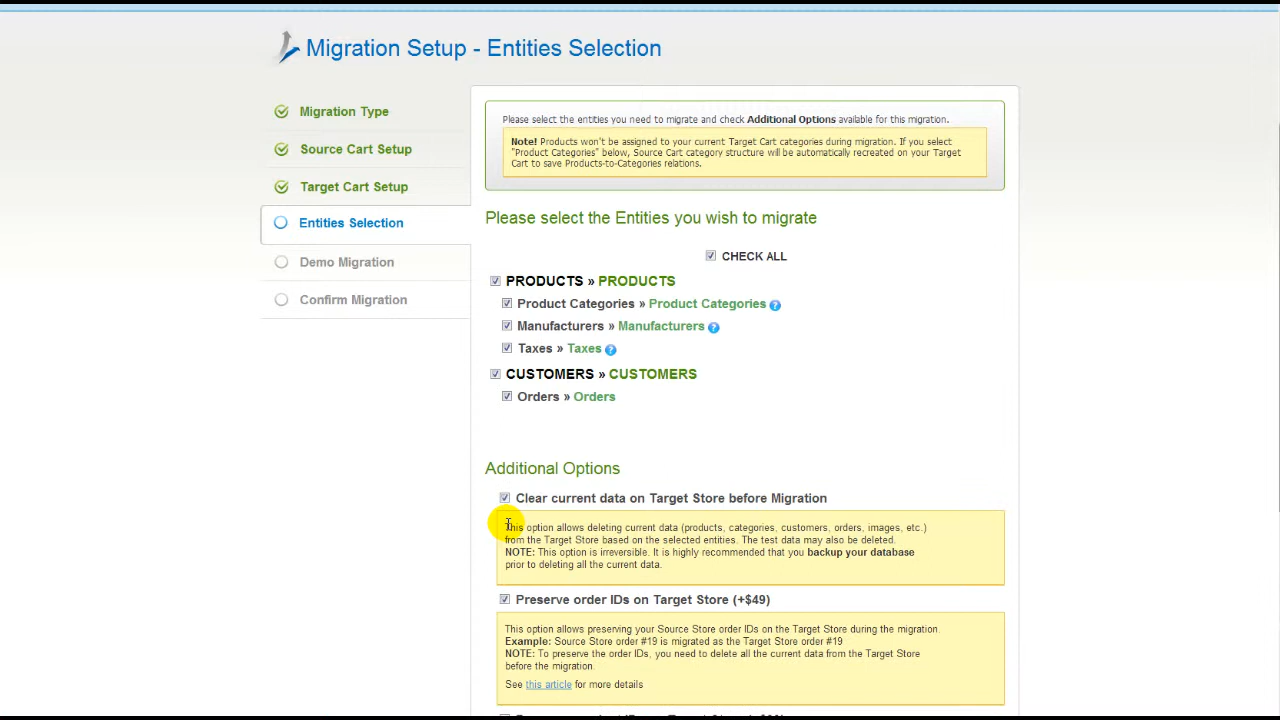 Migration Setup - Entities Selection
Migration Type
Source Cart Setup
Target Cart Setup
Entities Selection
Demo Migration
Confirm Migration
Please select the entities you need to migrate and check Additional Options available for this migration.
Note! Products won't be assigned to your current Target Cart categories during migration. If you select
"Product Categories" below, Source Cart category structure will be automatically recreated on your Target
Cart to save Products-to-Categories relations.
Please select the Entities you wish to migrate
CHECK ALL
PRODUCTS » PRODUCTS
Product Categories » Product Categories ?
Manufacturers » Manufacturers ?
Taxes » Taxes ?
CUSTOMERS » CUSTOMERS
Orders » Orders
Additional Options
Clear current data on Target Store before Migration
This option allows deleting current data (products, categories, customers, orders, images, etc.)
from the Target Store based on the selected entities. The test data may also be deleted.
NOTE: This option is irreversible. It is highly recommended that you backup your database
prior to deleting all the current data.
Preserve order IDs on Target Store (+$49)
This option allows preserving your Source Store order IDs on the Target Store during the migration.
Example: Source Store order #19 is migrated as the Target Store order #19
NOTE: To preserve the order IDs, you need to delete all the current data from the Target Store
before the migration.
See this article for more details